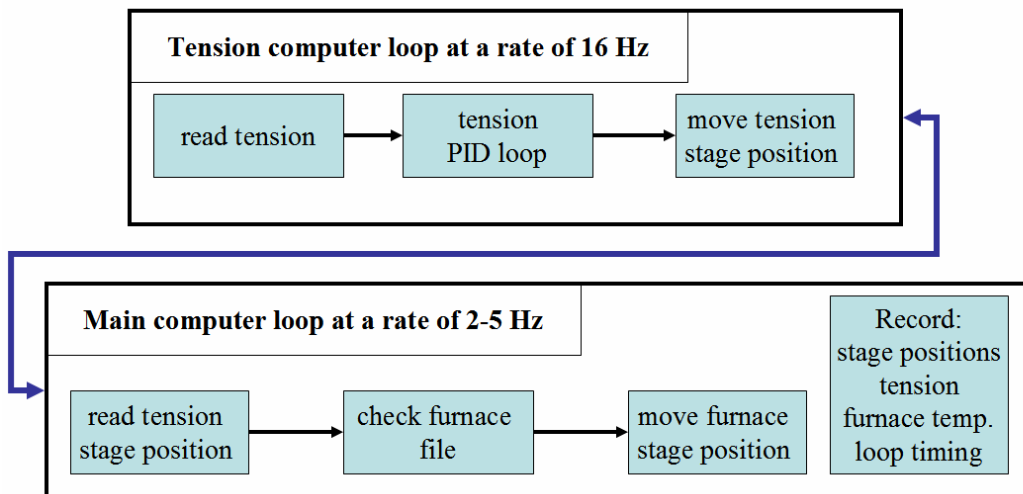 Tension computer loop at a rate of 16 Hz
read tension
tension
PID loop
move tension
stage position
Main computer loop at a rate of 2-5 Hz
read tension
stage position
check furnace
file
move furnace
stage position
Record:
stage positions
tension
furnace temp.
loop timing